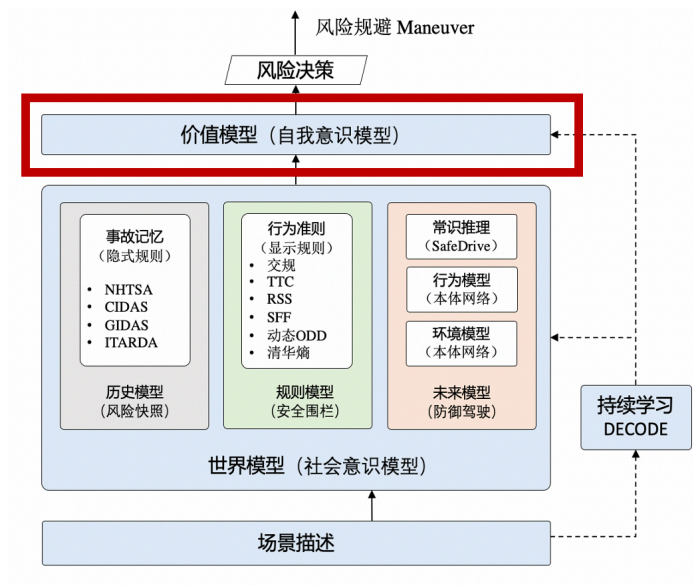 风险规避 Maneuver
风险决策
价值模型（自我意识模型）
事故记忆
（隐式规则）
• NHTSA
• CIDAS
• GIDAS
• ITARDA
历史模型
（风险快照）
行为准则
（显示规则）
• 交规
• TTC
• RSS
• SFF
• 动态ODD
• 清华熵
规则模型
（安全围栏）
常识推理
（SafeDrive）
行为模型
（本体网络）
环境模型
（本体网络）
未来模型
（防御驾驶）
世界模型（社会意识模型）
持续学习
DECODE
场景描述